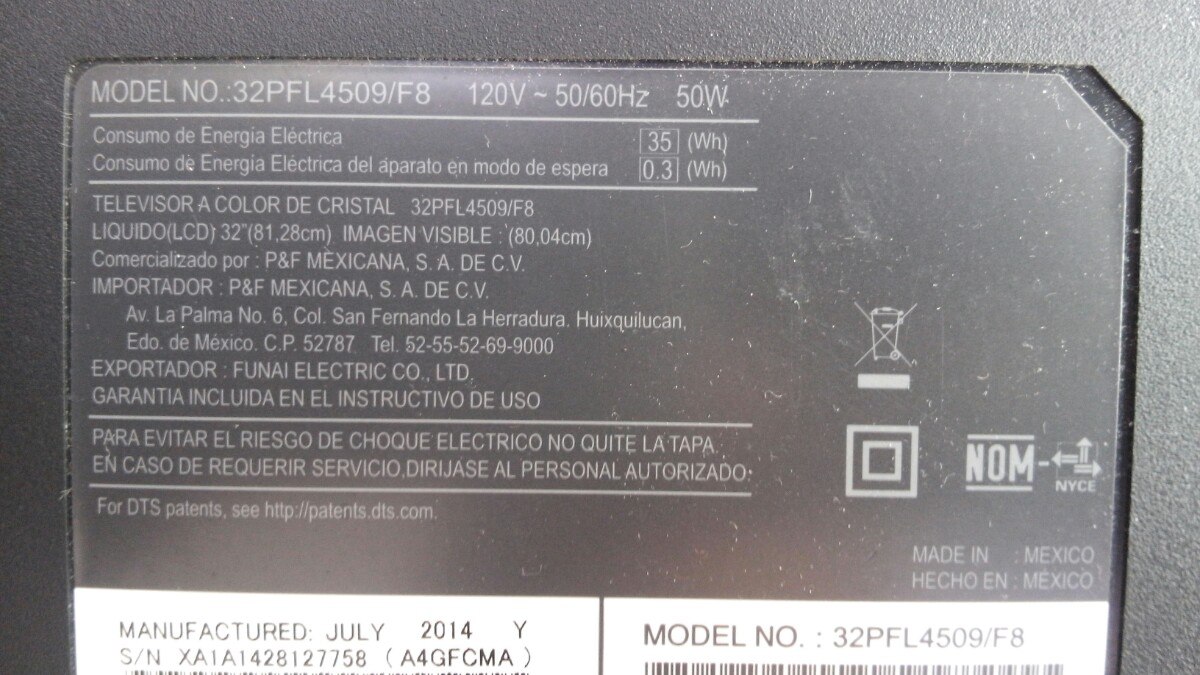 MODEL NO.:32PFL4509/F8 120V ~ 50/60Hz 50W
Consumo de Energía Eléctrica 35 (Wh)
Consumo de Energía Eléctrica del áparato en modo de espera 0.3 (Wh)
TELEVISOR A COLOR DE CRISTAL 32PFL4509/F8
LIQUIDO(LCD) 32"(81,28cm) IMAGEN VISIBLE : (80,04cm)
Comercializado por : P&F MEXICANA, S. A. DE C.V.
IMPORTADOR : P&F MEXICANA, S. A. DE C.V.
Av. La Palma No. 6, Col. San Fernando La Herradura. Huixquilucan,
Edo. de México. C.P. 52787 Tel. 52-55-52-69-9000
EXPORTADOR : FUNAI ELECTRIC CO., LTD.
GARANTIA INCLUIDA EN EL INSTRUCTIVO DE USO
PARA EVITAR EL RIESGO DE CHOQUE ELECTRICO NO QUITE LA TAPA.
EN CASO DE REQUERIR SERVICIO,DIRIJASE AL PERSONAL AUTORIZADO.
NOM-NYCE
For DTS patents, see http://patents.dts.com.
MADE IN : MEXICO
HECHO EN : MEXICO
MANUFACTURED: JULY 2014 Y
S/N XA1A1428127758 (A4GFCMA)
MODEL NO. : 32PFL4509/F8